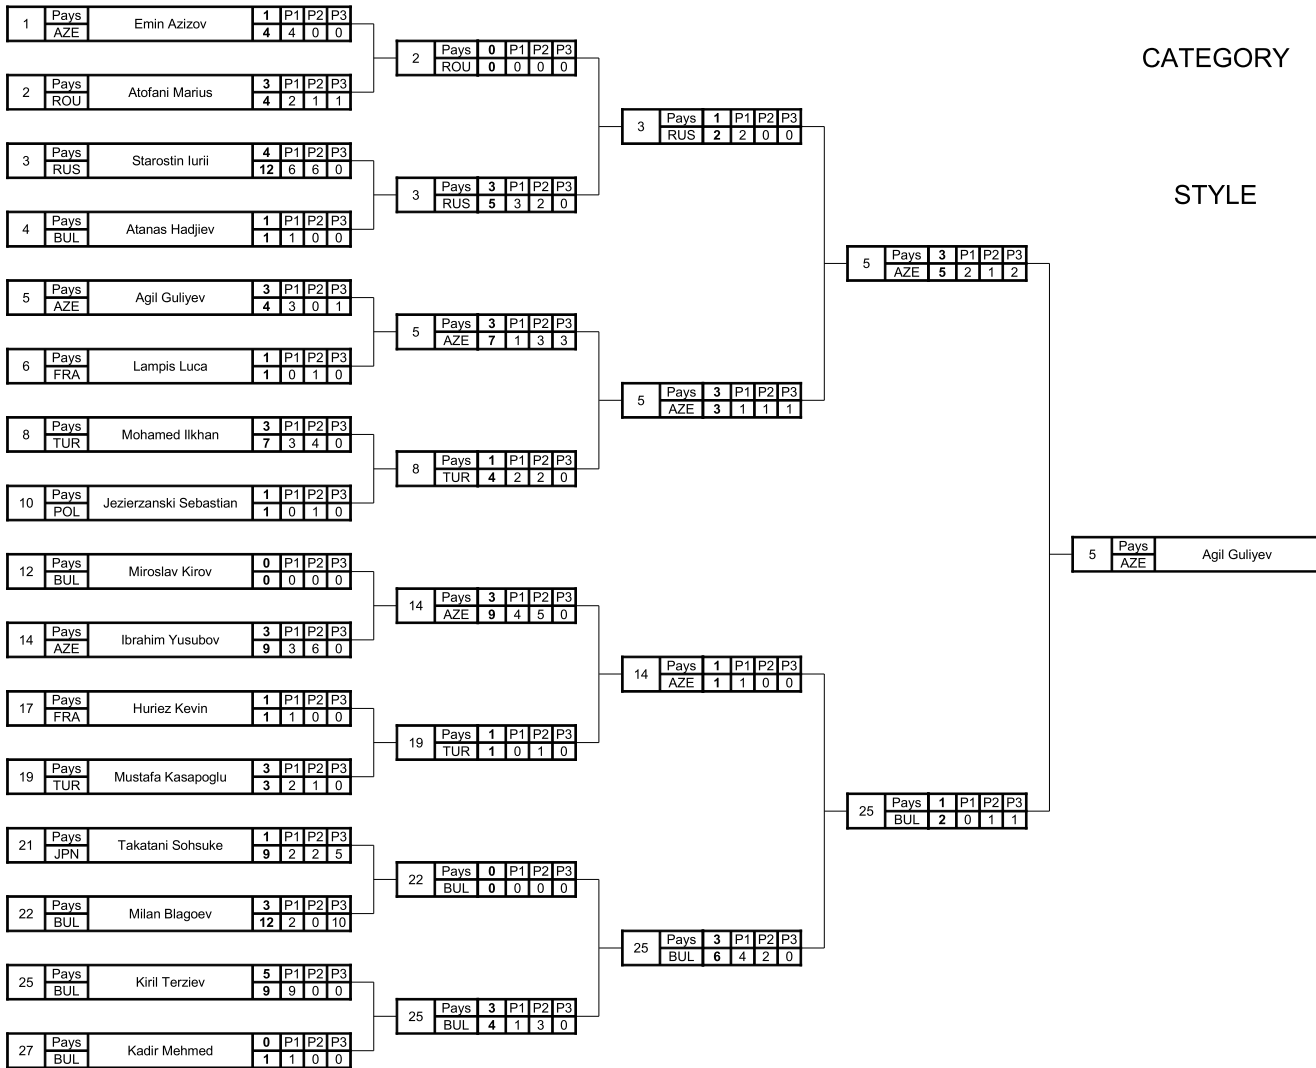 1 Pays Emin Azizov 1 P1 P2 P3
AZE 4 4 0 0
2 Pays 0 P1 P2 P3
ROU 0 0 0 0
CATEGORY
2 Pays Atofani Marius 3 P1 P2 P3
ROU 4 2 1 1
3 Pays 1 P1 P2 P3
RUS 2 2 0 0
3 Pays Starostin Iurii 4 P1 P2 P3
RUS 12 6 6 0
3 Pays 3 P1 P2 P3
RUS 5 3 2 0
STYLE
4 Pays Atanas Hadjiev 1 P1 P2 P3
BUL 1 1 0 0
5 Pays 3 P1 P2 P3
AZE 5 2 1 2
5 Pays Agil Guliyev 3 P1 P2 P3
AZE 4 3 0 1
5 Pays 3 P1 P2 P3
AZE 7 1 3 3
6 Pays Lampis Luca 1 P1 P2 P3
FRA 1 0 1 0
5 Pays 3 P1 P2 P3
AZE 3 1 1 1
8 Pays Mohamed Ilkhan 3 P1 P2 P3
TUR 7 3 4 0
8 Pays 1 P1 P2 P3
TUR 4 2 2 0
10 Pays Jezierzanski Sebastian 1 P1 P2 P3
POL 1 0 1 0
5 Pays Agil Guliyev
AZE
12 Pays Miroslav Kirov 0 P1 P2 P3
BUL 0 0 0 0
14 Pays 3 P1 P2 P3
AZE 9 4 5 0
14 Pays Ibrahim Yusubov 3 P1 P2 P3
AZE 9 3 6 0
14 Pays 1 P1 P2 P3
AZE 1 1 0 0
17 Pays Huriez Kevin 1 P1 P2 P3
FRA 1 1 0 0
19 Pays 1 P1 P2 P3
TUR 1 0 1 0
19 Pays Mustafa Kasapoglu 3 P1 P2 P3
TUR 3 2 1 0
25 Pays 1 P1 P2 P3
BUL 2 0 1 1
21 Pays Takatani Sohsuke 1 P1 P2 P3
JPN 9 2 2 5
22 Pays 0 P1 P2 P3
BUL 0 0 0 0
22 Pays Milan Blagoev 3 P1 P2 P3
BUL 12 2 0 10
25 Pays 3 P1 P2 P3
BUL 6 4 2 0
25 Pays Kiril Terziev 5 P1 P2 P3
BUL 9 9 0 0
25 Pays 3 P1 P2 P3
BUL 4 1 3 0
27 Pays Kadir Mehmed 0 P1 P2 P3
BUL 1 1 0 0